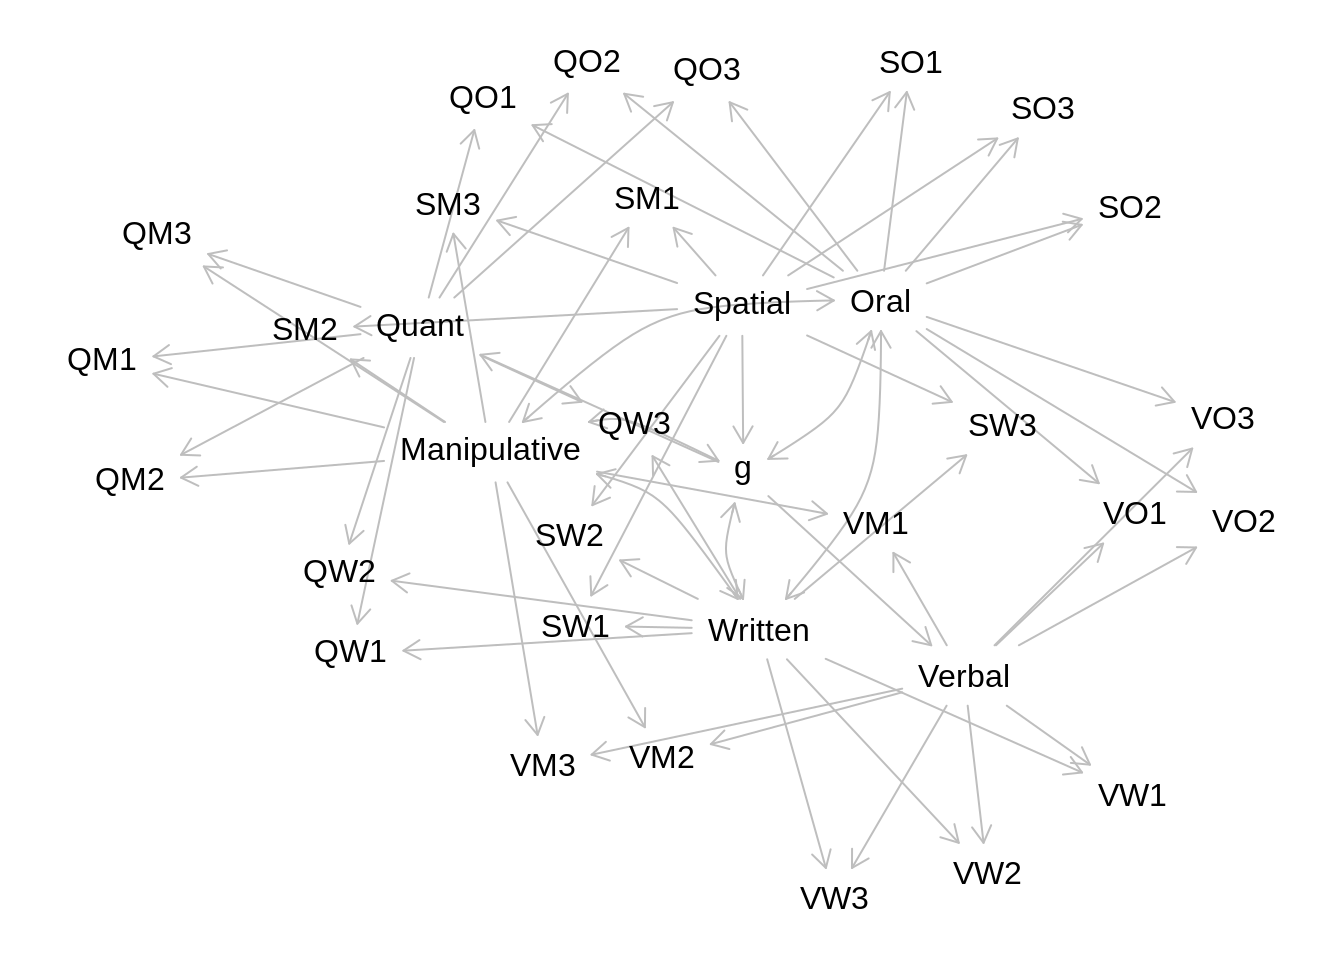 QO2
SO1
QO3
QO1
SO3
SM1
SM3
SO2
QM3
Oral
Spatial
Quant
SM2
QM1
VO3
QW3
SW3
Manipulative
g
QM2
VO1
VO2
VM1
SW2
QW2
SW1
Written
QW1
Verbal
VM2
VM3
VW1
VW2
VW3